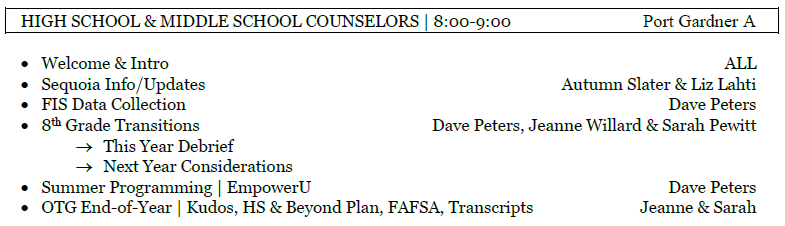 HIGH SCHOOL & MIDDLE SCHOOL COUNSELORS | 8:00-9:00 Port Gardner A
• Welcome & Intro ALL
• Sequoia Info/Updates Autumn Slater & Liz Lahti
• FIS Data Collection Dave Peters
• 8th Grade Transitions Dave Peters, Jeanne Willard & Sarah Pewitt
→ This Year Debrief
→ Next Year Considerations
• Summer Programming | EmpowerU Dave Peters
• OTG End-of-Year | Kudos, HS & Beyond Plan, FAFSA, Transcripts Jeanne & Sarah